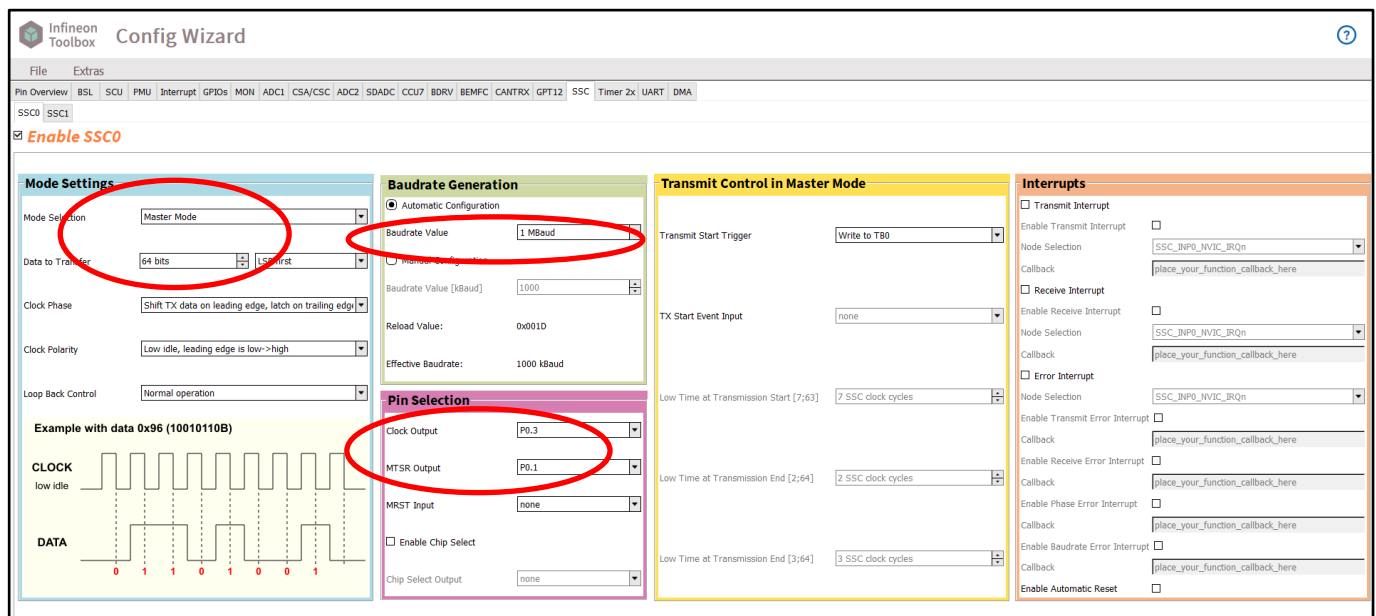 Infineon
Toolbox
Config Wizard
File Extras
Pin Overview BSL SCU PMU Interrupt GPIOs MON ADC1 CSA/CSC ADC2 SDADC CCU7 BDRV BEMFC CANTRX GPT12 SSC Timer 2x UART DMA
SSC0 SSC1
Enable SSC0
Mode Settings
Mode Selection Master Mode
Data to Transfer 64 bits LSB first
Clock Phase Shift TX data on leading edge, latch on trailing edge
Clock Polarity Low idle, leading edge is low->high
Loop Back Control Normal operation
Example with data 0x96 (10010110B)
CLOCK
low idle
DATA
0 1 1 0 1 0 0 1
Baudrate Generation
Automatic Configuration
Baudrate Value 1 MBaud
Manual Configuration
Baudrate Value [kBaud] 1000
Reload Value: 0x001D
Effective Baudrate: 1000 kBaud
Pin Selection
Clock Output P0.3
MTSR Output P0.1
MRST Input none
Enable Chip Select
Chip Select Output none
Transmit Control in Master Mode
Transmit Start Trigger Write to TB0
TX Start Event Input none
Low Time at Transmission Start [7;63] 7 SSC clock cycles
Low Time at Transmission End [2;64] 2 SSC clock cycles
Low Time at Transmission End [3;64] 3 SSC clock cycles
Interrupts
Transmit Interrupt
Enable Transmit Interrupt
Node Selection SSC_INP0_NVIC_IRQn
Callback place_your_function_callback_here
Receive Interrupt
Enable Receive Interrupt
Node Selection SSC_INP0_NVIC_IRQn
Callback place_your_function_callback_here
Error Interrupt
Node Selection SSC_INP0_NVIC_IRQn
Enable Transmit Error Interrupt
Callback place_your_function_callback_here
Enable Receive Error Interrupt
Callback place_your_function_callback_here
Enable Phase Error Interrupt
Callback place_your_function_callback_here
Enable Baudrate Error Interrupt
Callback place_your_function_callback_here
Enable Automatic Reset